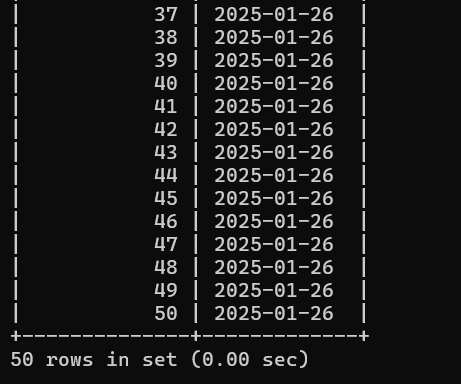 |             37 | 2025-01-26  |
|             38 | 2025-01-26  |
|             39 | 2025-01-26  |
|             40 | 2025-01-26  |
|             41 | 2025-01-26  |
|             42 | 2025-01-26  |
|             43 | 2025-01-26  |
|             44 | 2025-01-26  |
|             45 | 2025-01-26  |
|             46 | 2025-01-26  |
|             47 | 2025-01-26  |
|             48 | 2025-01-26  |
|             49 | 2025-01-26  |
|             50 | 2025-01-26  |
+--------------+-------------+
50 rows in set (0.00 sec)